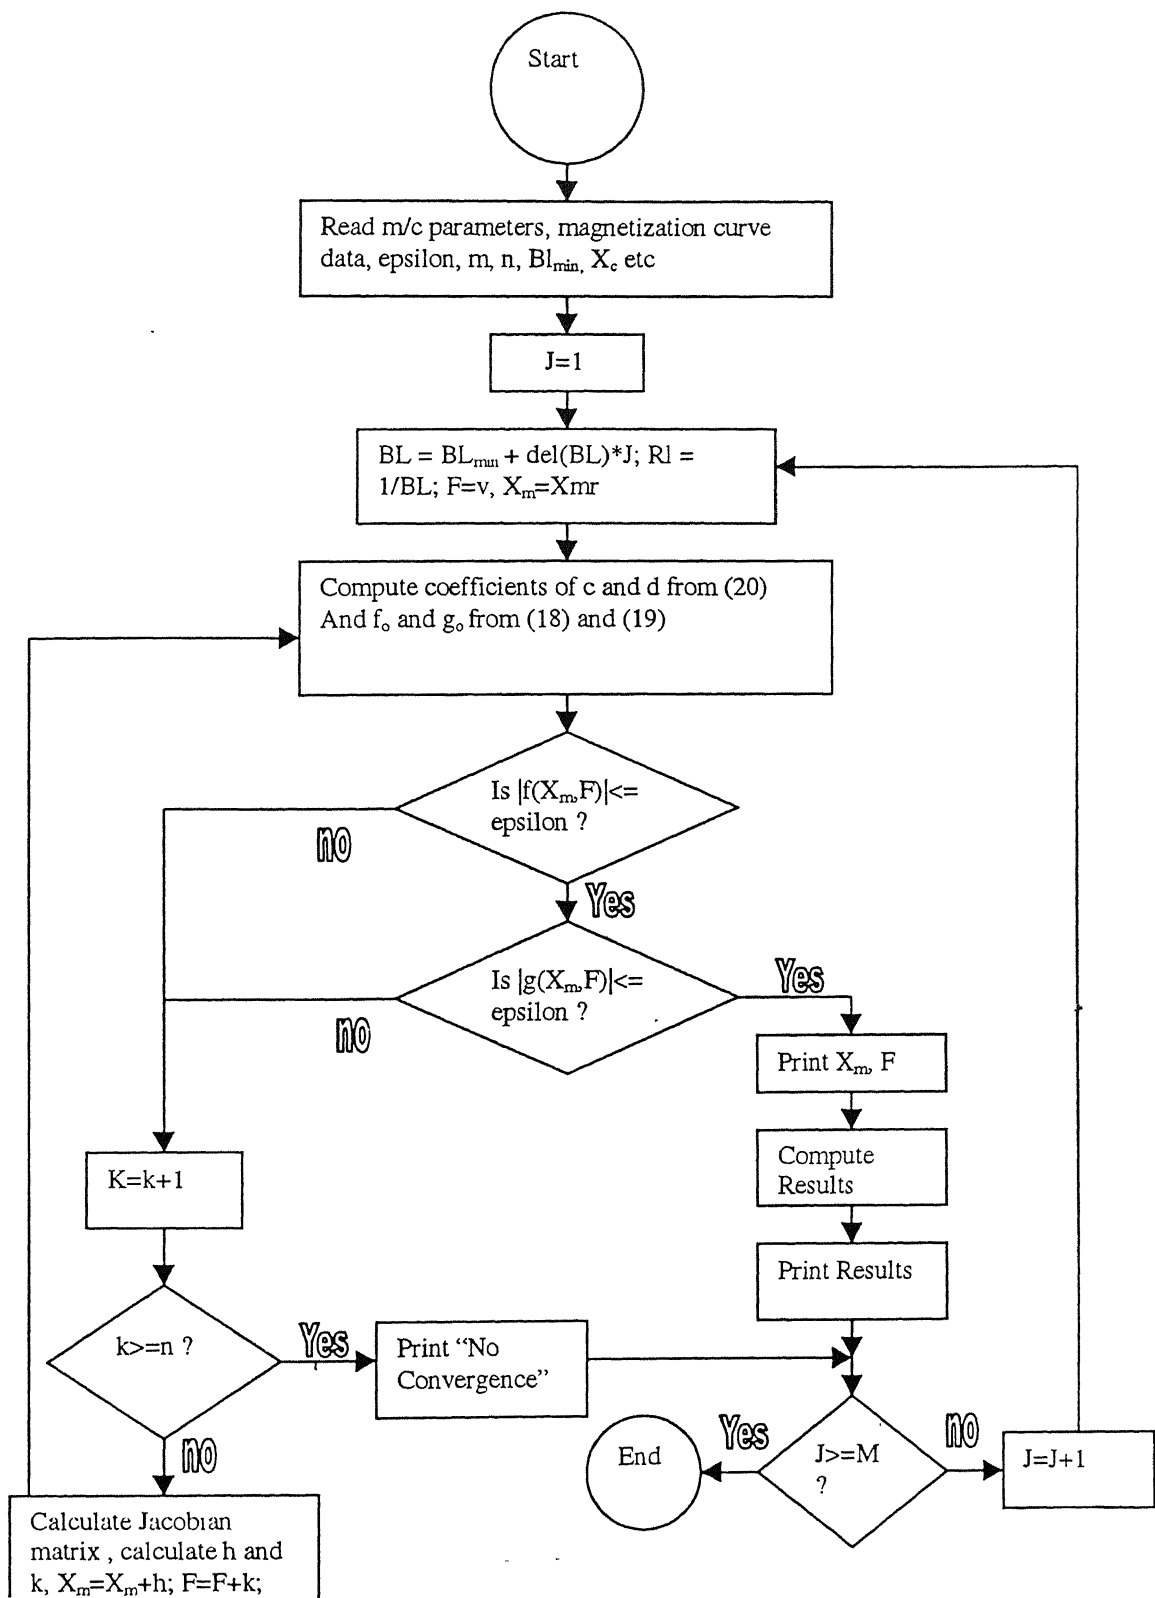 Start
Read m/c parameters, magnetization curve
data, epsilon, m, n, Bl_min, X_c etc
J=1
BL = BL_min + del(BL)*J; Rl =
1/BL; F=v, X_m=Xmr
Compute coefficients of c and d from (20)
And f_o and g_o from (18) and (19)
Is |f(X_m,F)|<=
epsilon ?
no
Yes
Is |g(X_m,F)|<=
epsilon ?
Yes
no
Print X_m, F
K=k+1
Compute
Results
Print Results
k>=n ?
Yes
Print “No
Convergence”
no
End
Yes
J>=M
?
no
J=J+1
Calculate Jacobian
matrix , calculate h and
k, X_m=X_m+h; F=F+k;